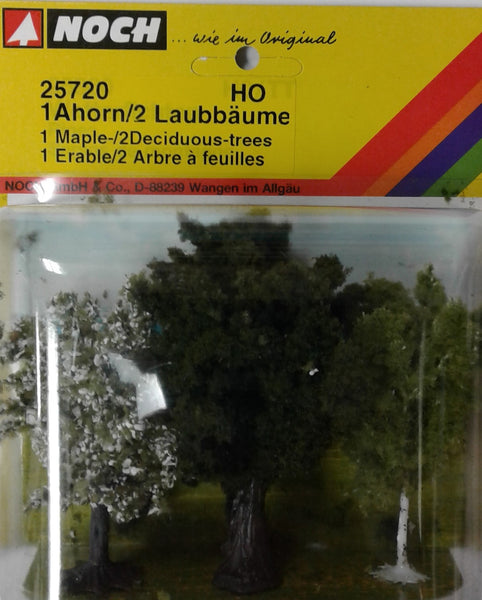 NOCH ... wie im Original
25720 HO
1Ahorn/2 Laubbäume
1 Maple-/2Deciduous-trees
1 Erable/2 Arbre à feuilles
NOCH GmbH & Co., D-88239 Wangen im Allgäu